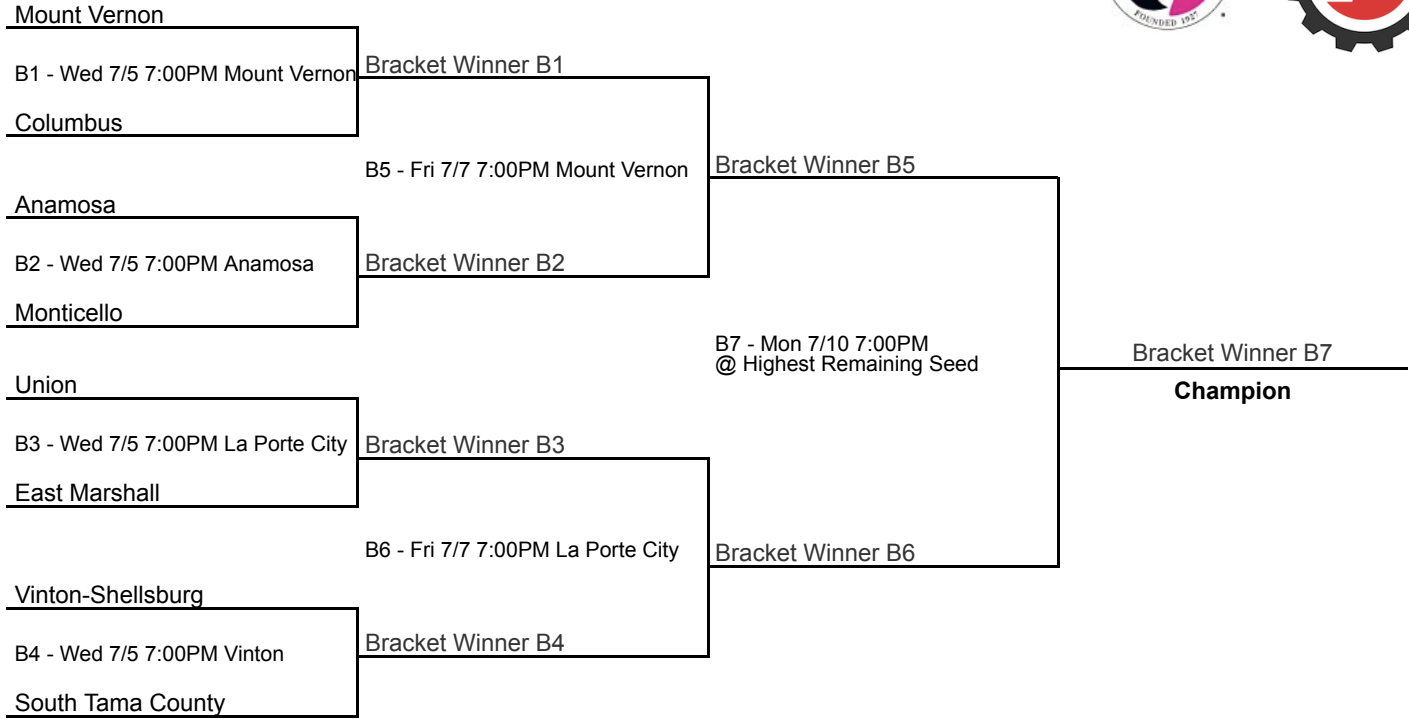 FOUNDED 1927
Mount Vernon
B1 - Wed 7/5 7:00PM Mount Vernon
Bracket Winner B1
Columbus
B5 - Fri 7/7 7:00PM Mount Vernon
Bracket Winner B5
Anamosa
B2 - Wed 7/5 7:00PM Anamosa
Bracket Winner B2
Monticello
B7 - Mon 7/10 7:00PM
@ Highest Remaining Seed
Bracket Winner B7
Champion
Union
B3 - Wed 7/5 7:00PM La Porte City
Bracket Winner B3
East Marshall
B6 - Fri 7/7 7:00PM La Porte City
Bracket Winner B6
Vinton-Shellsburg
B4 - Wed 7/5 7:00PM Vinton
Bracket Winner B4
South Tama County